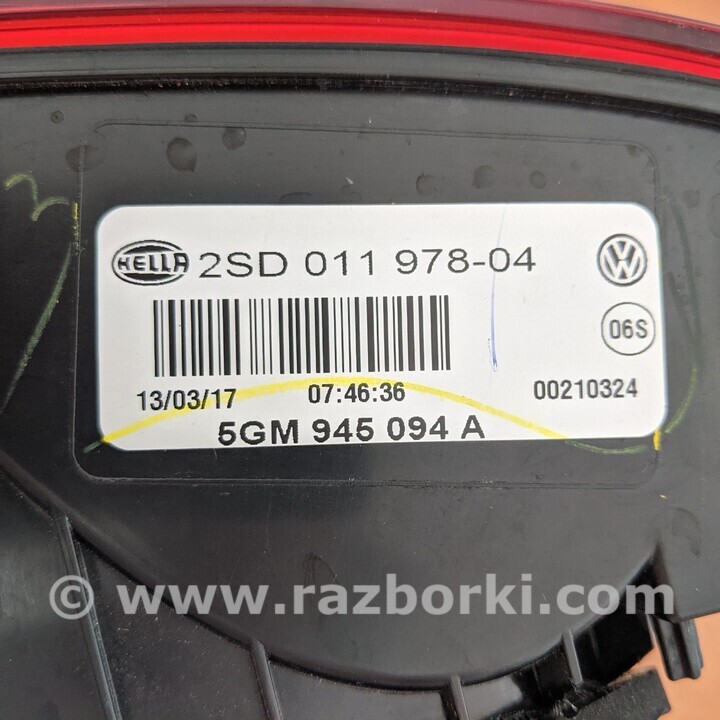 HELLA 2SD 011 978-04 VW
06S
13/03/17 07:46:36 00210324
5GM 945 094 A
© www.razborki.com